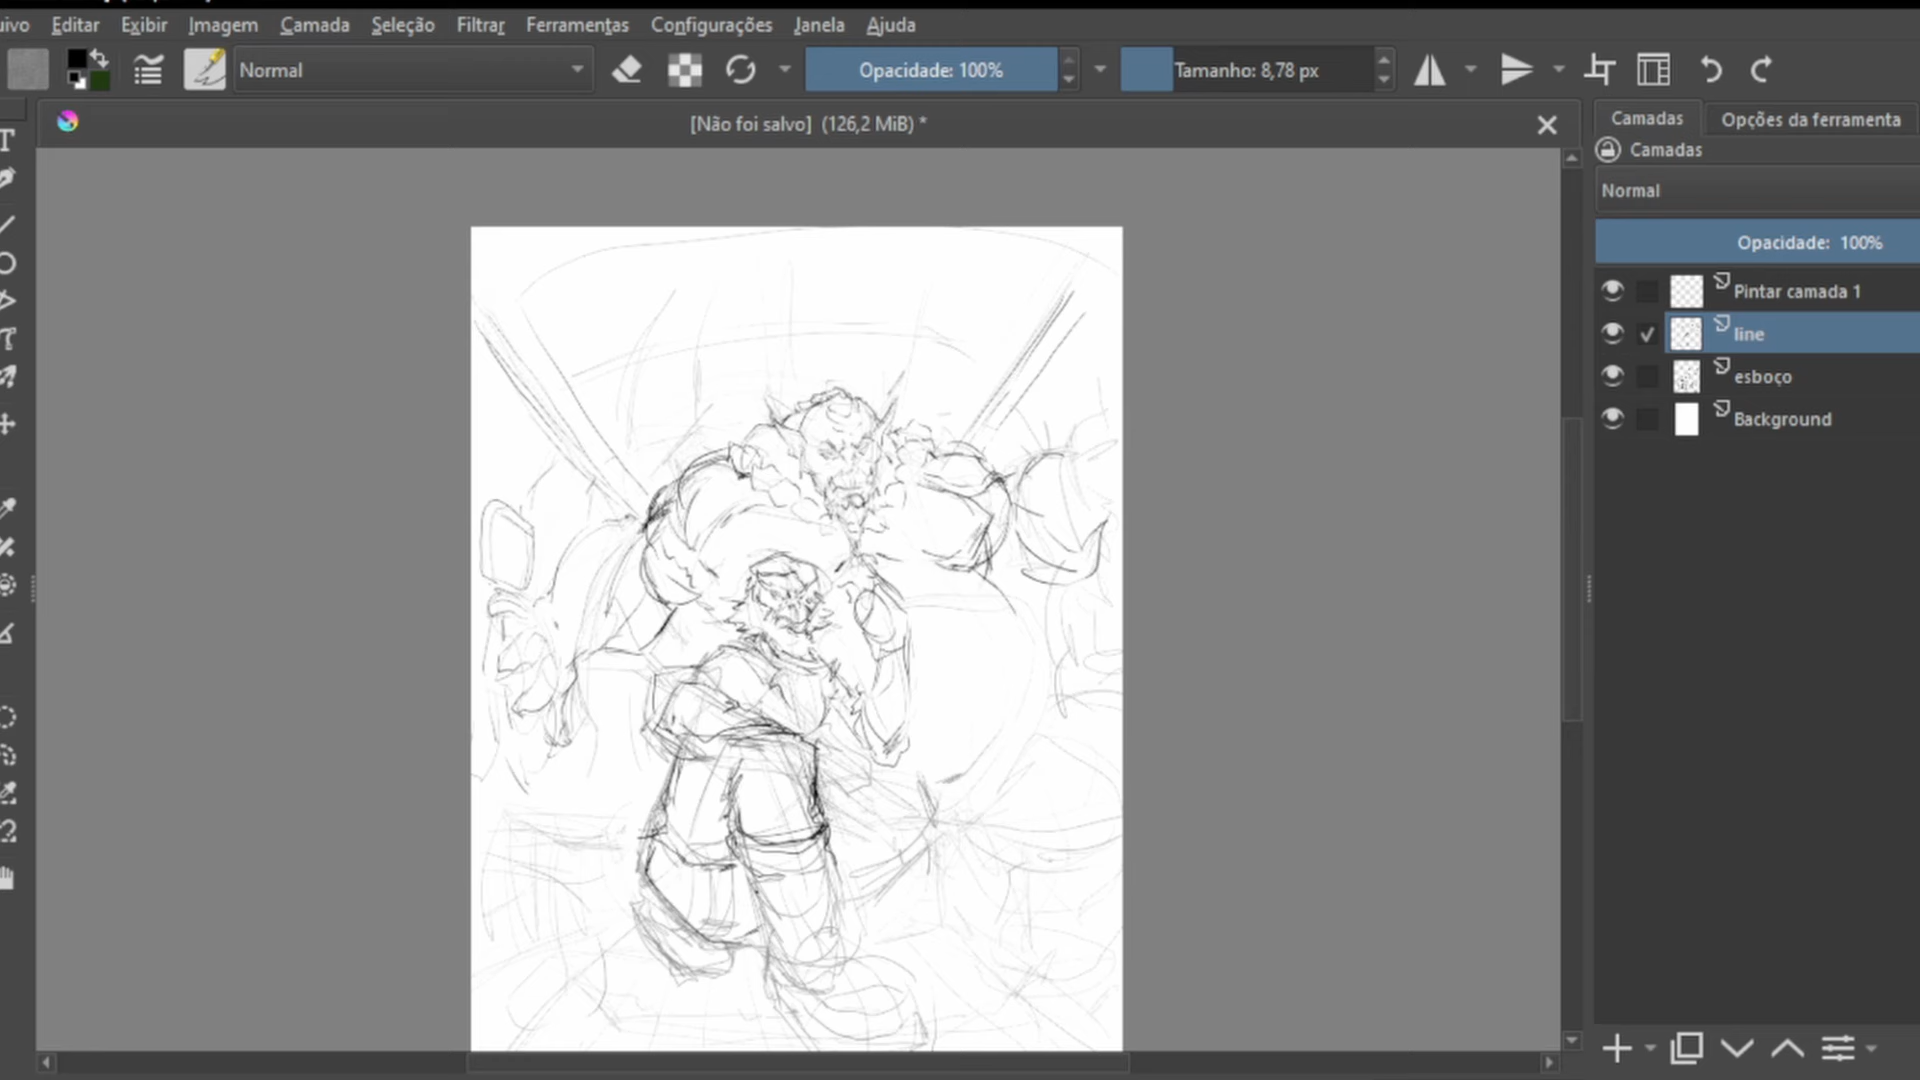 uivo Editar Exibir Imagem Camada Seleção Filtrar Ferramentas Configurações Janela Ajuda
Normal Opacidade: 100% Tamanho: 8,78 px
[Não foi salvo] (126,2 MiB) *
Camadas Opções da ferramenta
Camadas
Normal
Opacidade: 100%
Pintar camada 1
line
esboço
Background